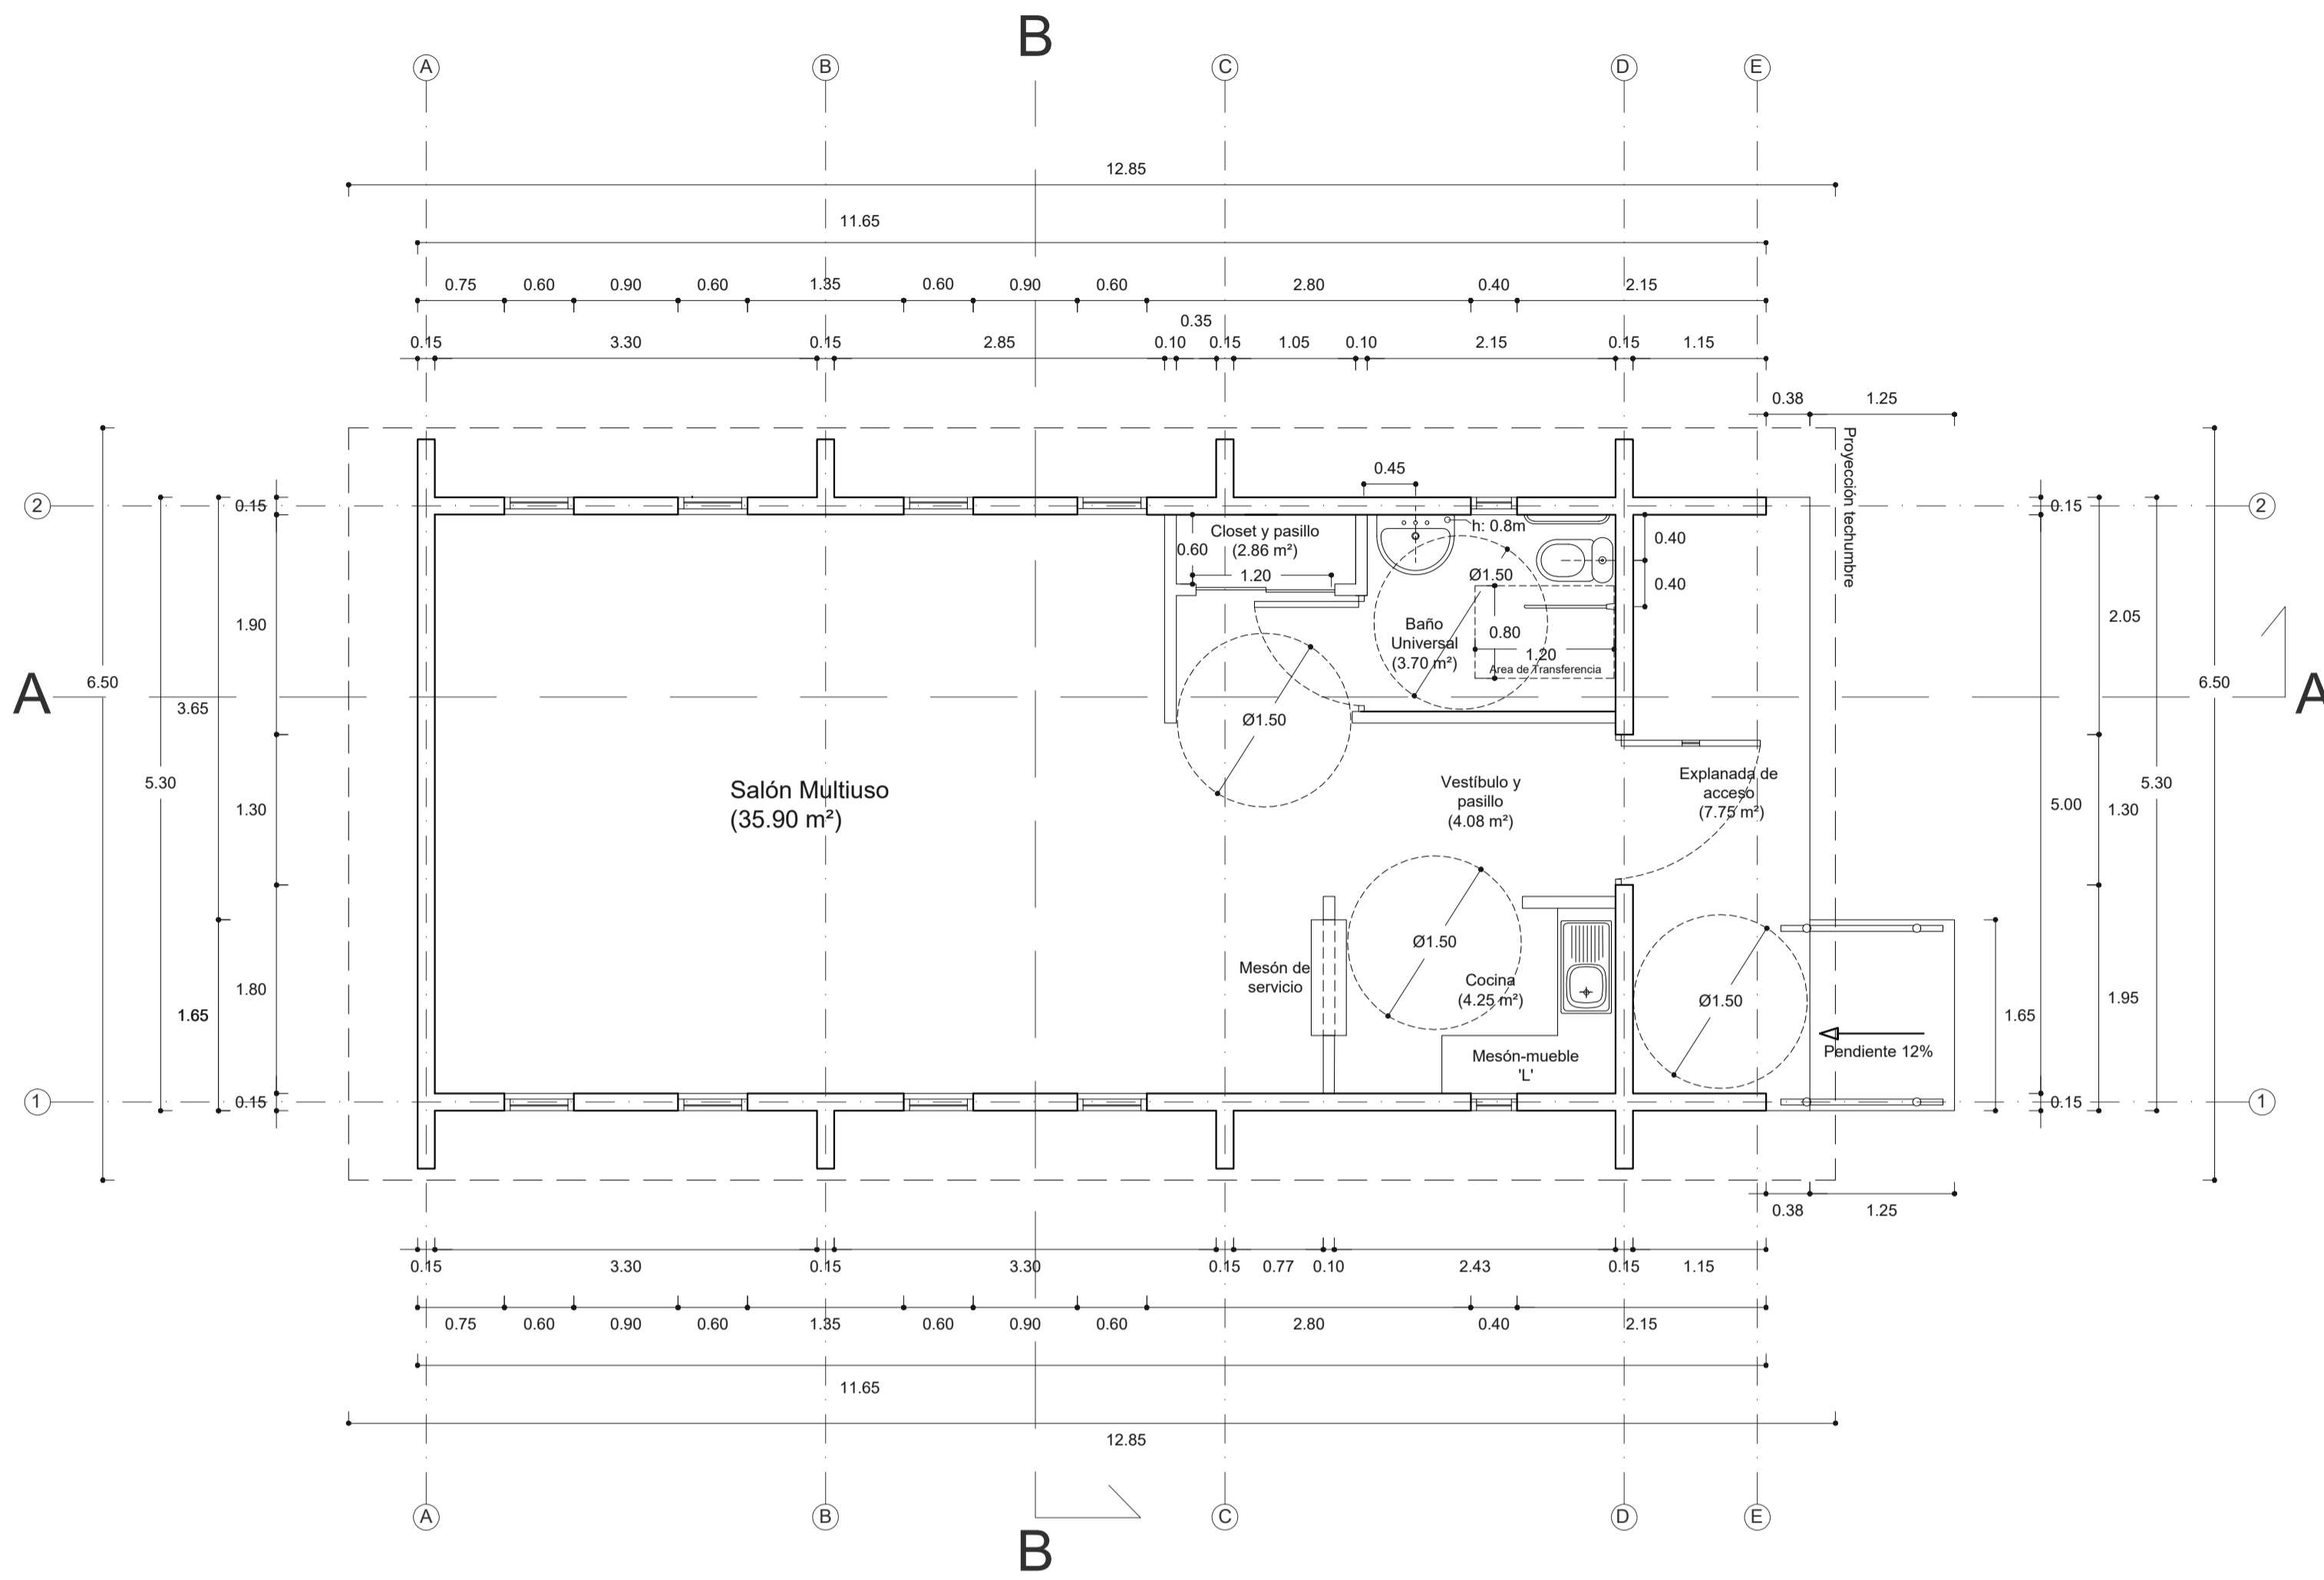 B
A B C D E
12.85
11.65
0.75 0.60 0.90 0.60 1.35 0.60 0.90 0.60 2.80 0.40 2.15
0.35
0.15 3.30 0.15 2.85 0.10 0.15 1.05 0.10 2.15 0.15 1.15
0.38 1.25
Proyección techumbre
0.45
2 0.15 0.15 2
h: 0.8m
Closet y pasillo
(2.86 m²)
0.60
1.20
0.40
Ø1.50
0.40
1.90
2.05
Baño
Universal
(3.70 m²)
0.80
1.20
Area de Transferencia
A 6.50 3.65 6.50 A
Ø1.50
5.30
1.30
Salón Multiuso
(35.90 m²)
Vestíbulo y
pasillo
(4.08 m²)
Explanada de
acceso
(7.75 m²)
5.00
1.30
5.30
Ø1.50
Mesón de
servicio
Cocina
(4.25 m²)
Ø1.50
1.80
1.65
1.95
1.65
Pendiente 12%
Mesón-mueble
'L'
1 0.15 0.15 1
0.38 1.25
0.15 3.30 0.15 3.30 0.15 0.77 0.10 2.43 0.15 1.15
0.75 0.60 0.90 0.60 1.35 0.60 0.90 0.60 2.80 0.40 2.15
11.65
12.85
A B C D E
B